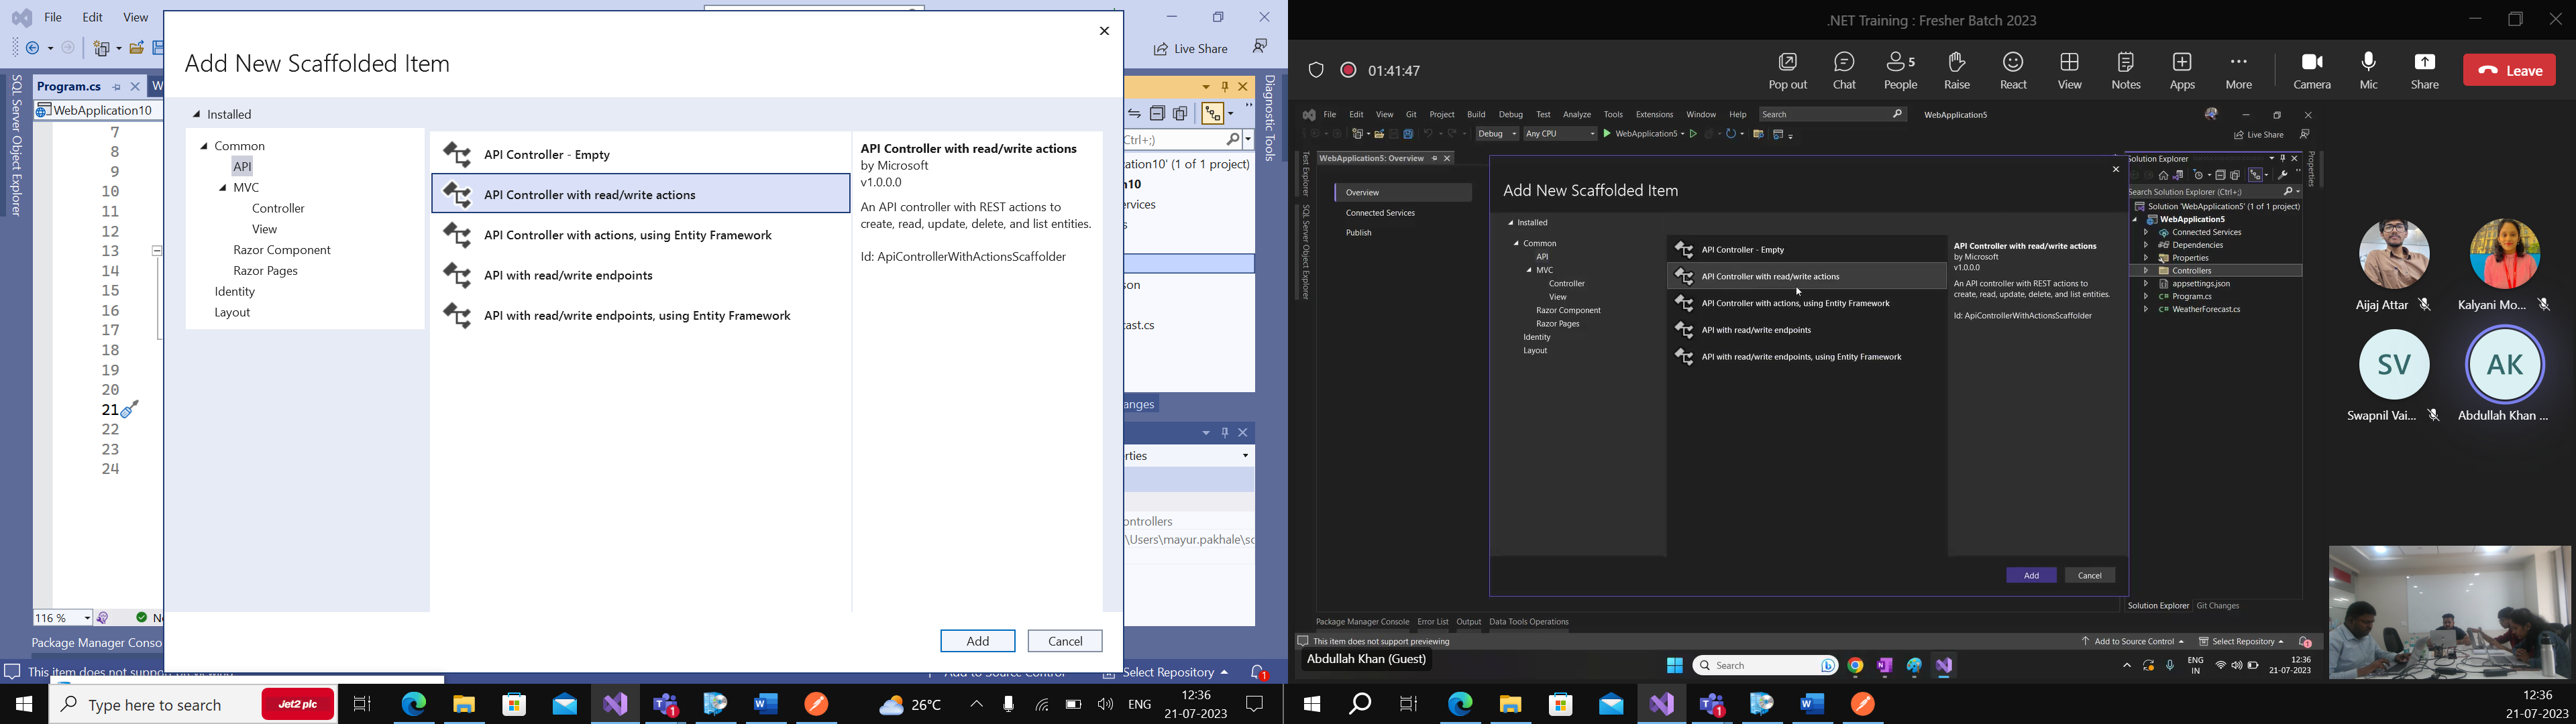 File Edit View
Live Share
Program.cs
WebApplication10
SQL Server Object Explorer
7
8
9
10
11
12
13
14
15
16
17
18
19
20
21
22
23
24
116 %
Package Manager Conso
Add New Scaffolded Item
Installed
Common
API
MVC
Controller
View
Razor Component
Razor Pages
Identity
Layout
API Controller - Empty
API Controller with read/write actions
API Controller with actions, using Entity Framework
API with read/write endpoints
API with read/write endpoints, using Entity Framework
API Controller with read/write actions
by Microsoft
v1.0.0.0
An API controller with REST actions to
create, read, update, delete, and list entities.
Id: ApiControllerWithActionsScaffolder
Add Cancel
Diagnostic Tools
Ctrl+;)
ation10' (1 of 1 project)
n10
ervices
s
son
cast.cs
anges
rties
ontrollers
\Users\mayur.pakhale\so
Select Repository
1
Type here to search
Jet2 plc
1
26°C
ENG
12:36
21-07-2023
.NET Training : Fresher Batch 2023
01:41:47
Pop out Chat People 5 Raise React View Notes Apps More Camera Mic Share Leave
File Edit View Git Project Build Debug Test Analyze Tools Extensions Window Help Search WebApplication5
Debug Any CPU WebApplication5
Live Share
Test Explorer
SQL Server Object Explorer
WebApplication5: Overview
Overview
Connected Services
Publish
Add New Scaffolded Item
Installed
Common
API
MVC
Controller
View
Razor Component
Razor Pages
Identity
Layout
API Controller - Empty
API Controller with read/write actions
API Controller with actions, using Entity Framework
API with read/write endpoints
API with read/write endpoints, using Entity Framework
API Controller with read/write actions
by Microsoft
v1.0.0.0
An API controller with REST actions to
create, read, update, delete, and list entities.
Id: ApiControllerWithActionsScaffolder
Add Cancel
Solution Explorer
Search Solution Explorer (Ctrl+;)
Solution 'WebApplication5' (1 of 1 project)
WebApplication5
Connected Services
Dependencies
Properties
Controllers
appsettings.json
C# Program.cs
C# WeatherForecast.cs
Properties
Solution Explorer Git Changes
Package Manager Console Error List Output Data Tools Operations
This item does not support previewing
Add to Source Control Select Repository
Abdullah Khan (Guest)
Search
ENG
IN
12:36
21-07-2023
Aijaj Attar
Kalyani Mo...
SV
Swapnil Vai...
AK
Abdullah Khan ...
1
12:36
21-07-2023